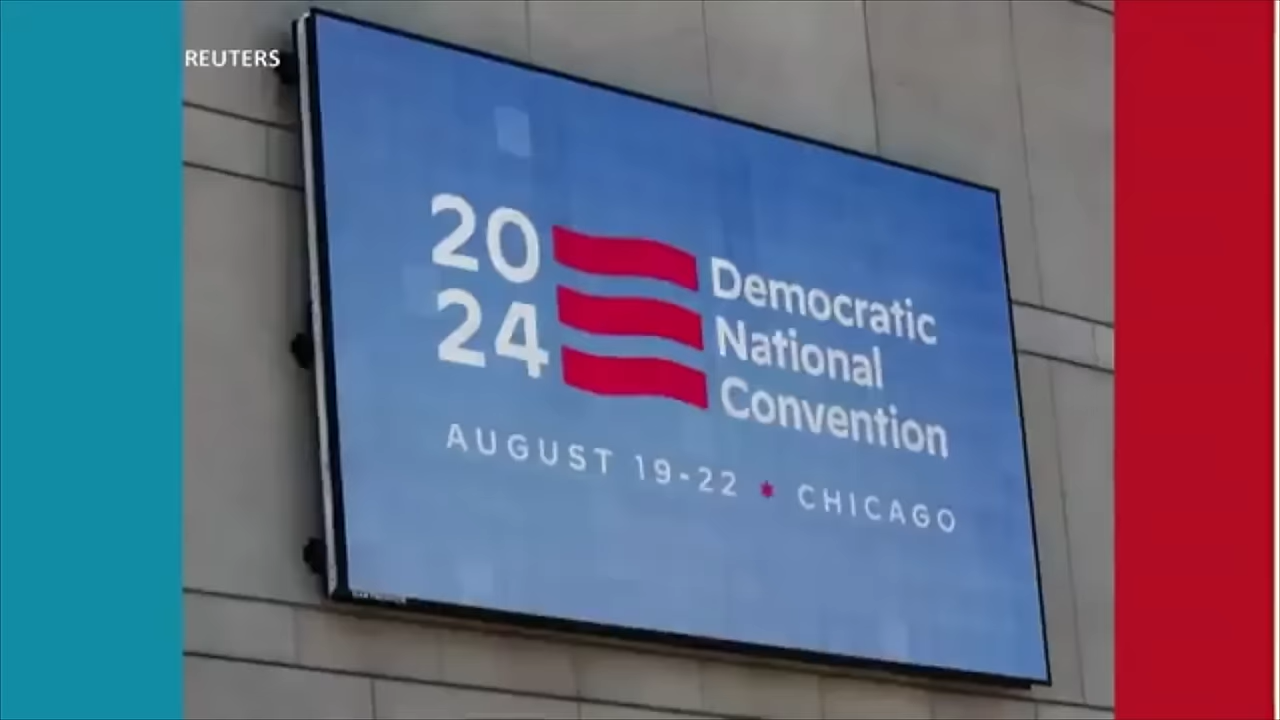 REUTERS
20
24
Democratic
National
Convention
AUGUST 19-22 * CHICAGO